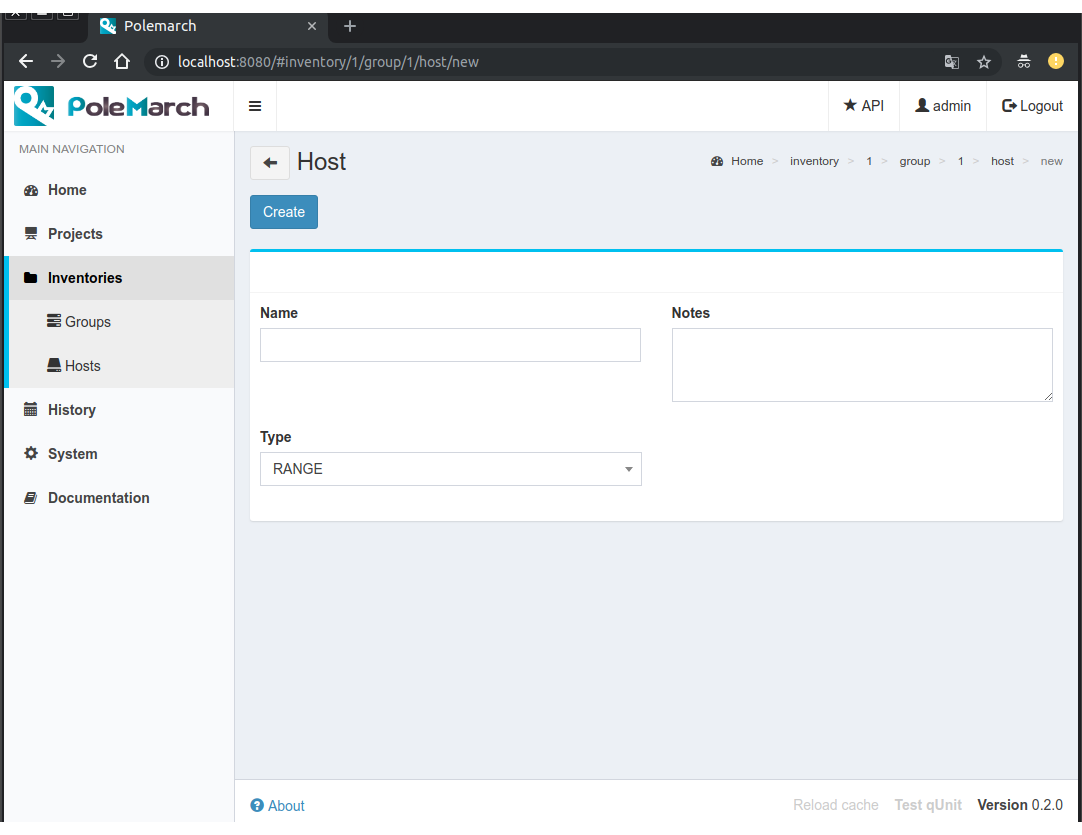 Polemarch
localhost:8080/#inventory/1/group/1/host/new
PoleMarch
API
admin
Logout
MAIN NAVIGATION
Host
Home > inventory > 1 > group > 1 > host > new
Home
Create
Projects
Inventories
Groups
Hosts
History
System
Documentation
Name
Notes
Type
RANGE
About
Reload cache
Test qUnit
Version 0.2.0